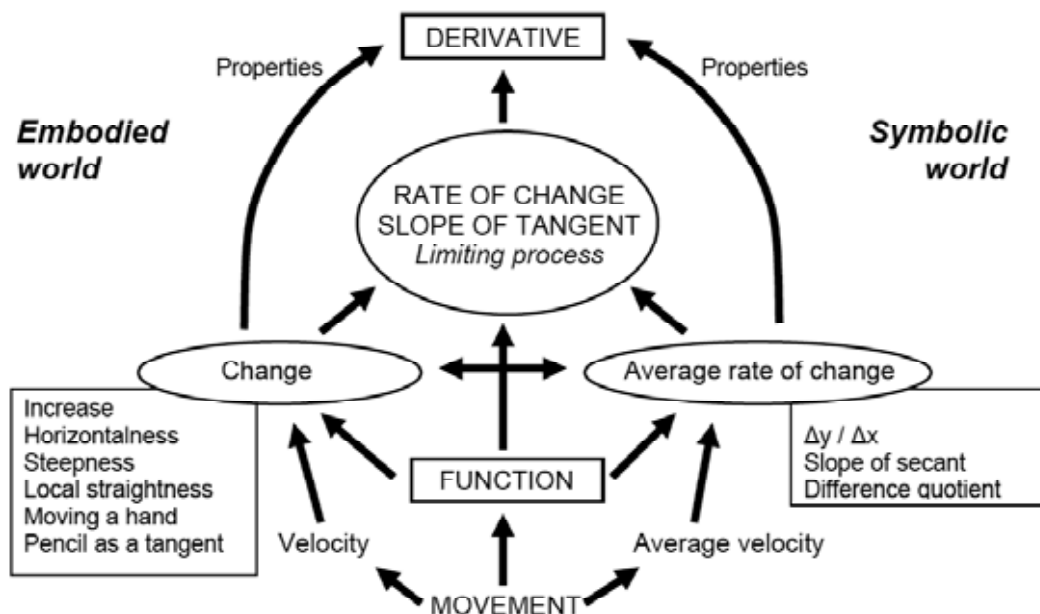 DERIVATIVE
Properties
Properties
Embodied
world
Symbolic
world
RATE OF CHANGE
SLOPE OF TANGENT
Limiting process
Change
Average rate of change
Increase
Horizontalness
Steepness
Local straightness
Moving a hand
Pencil as a tangent
Δy / Δx
Slope of secant
Difference quotient
FUNCTION
Velocity
Average velocity
MOVEMENT